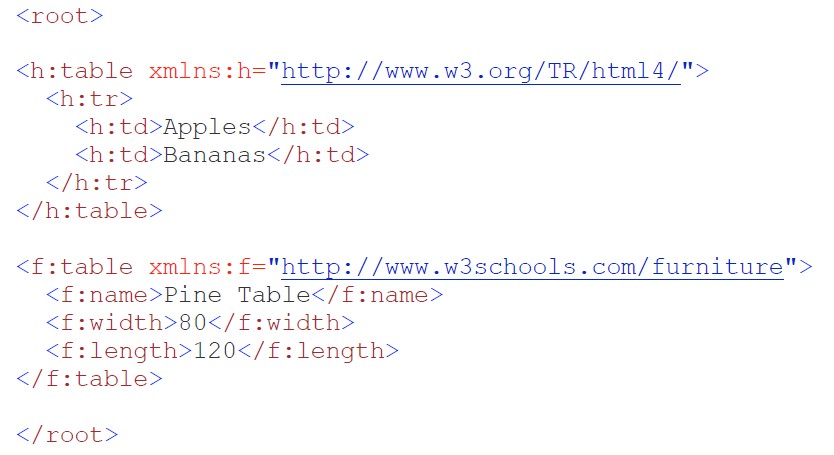 <root>
<h:table xmlns:h="http://www.w3.org/TR/html4/">
<h:tr>
<h:td>Apples</h:td>
<h:td>Bananas</h:td>
</h:tr>
</h:table>
<f:table xmlns:f="http://www.w3schools.com/furniture">
<f:name>Pine Table</f:name>
<f:width>80</f:width>
<f:length>120</f:length>
</f:table>
</root>